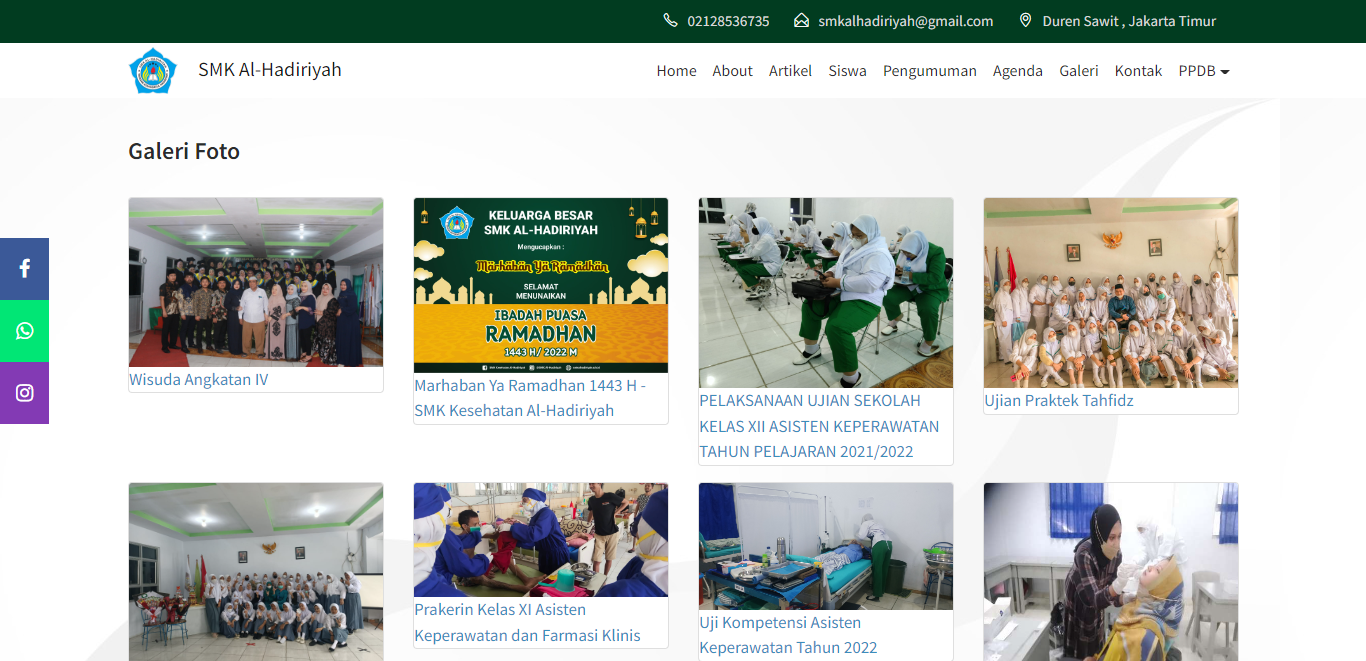 02128536735 smkalhadiriyah@gmail.com Duren Sawit , Jakarta Timur
SMK Al-Hadiriyah
Home About Artikel Siswa Pengumuman Agenda Galeri Kontak PPDB
Galeri Foto
KELUARGA BESAR
SMK AL-HADIRIYAH
Mengucapkan :
Marhaban Ya Ramadhan
SELAMAT
MENUNAIKAN
IBADAH PUASA
RAMADHAN
1443 H/ 2022 M
Wisuda Angkatan IV
Marhaban Ya Ramadhan 1443 H -
SMK Kesehatan Al-Hadiriyah
PELAKSANAAN UJIAN SEKOLAH
KELAS XII ASISTEN KEPERAWATAN
TAHUN PELAJARAN 2021/2022
Ujian Praktek Tahfidz
Prakerin Kelas XI Asisten
Keperawatan dan Farmasi Klinis
Uji Kompetensi Asisten
Keperawatan Tahun 2022